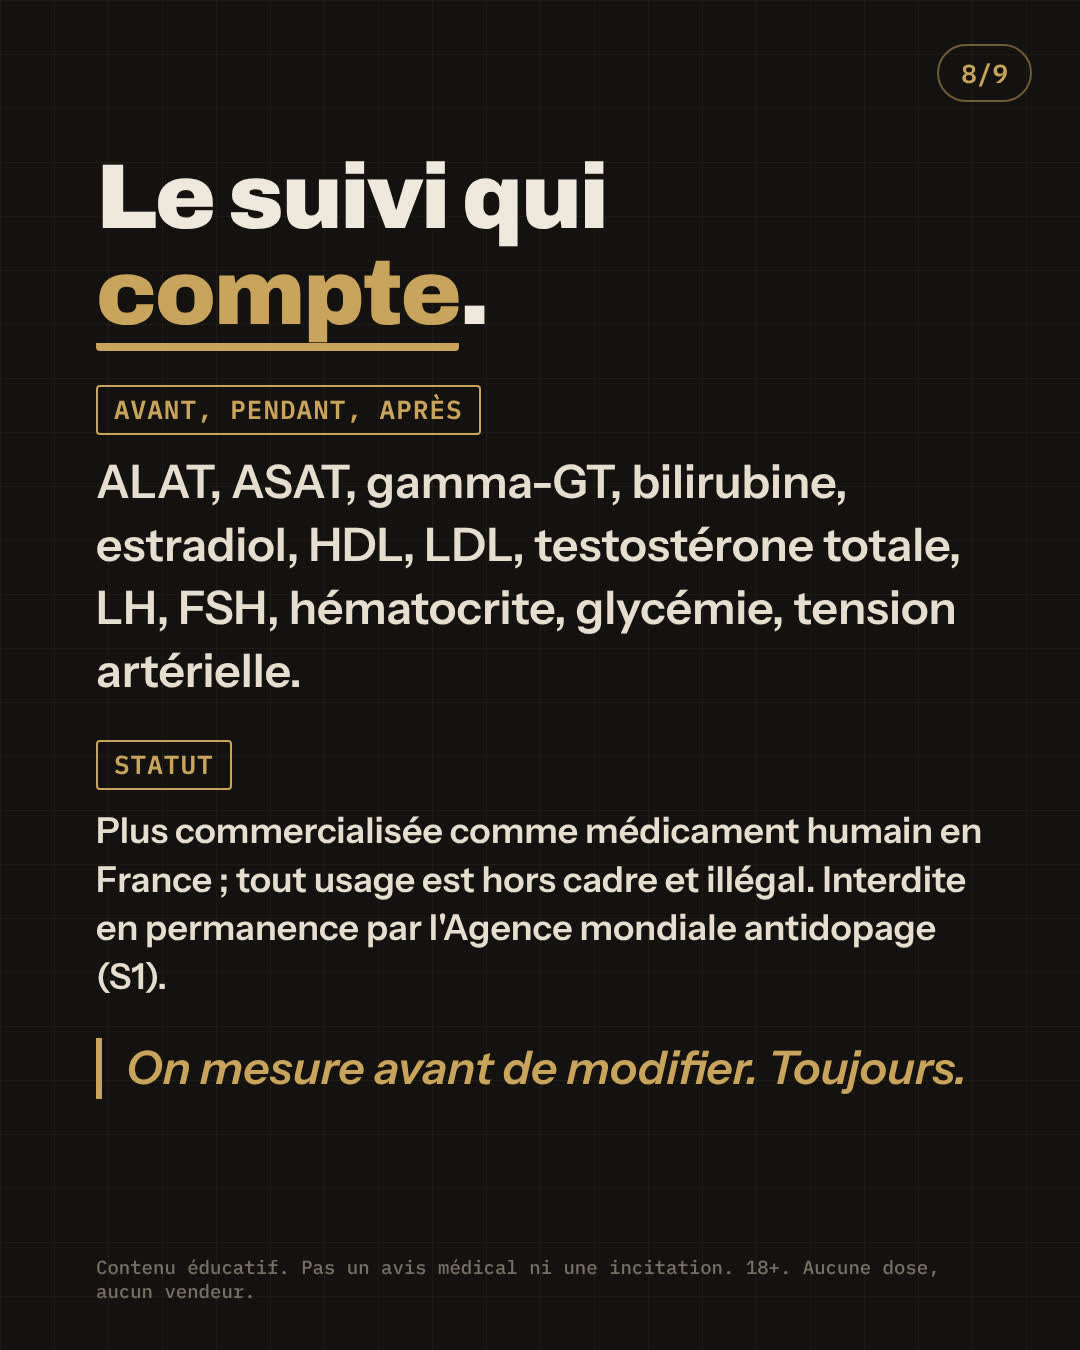 8/9
Le suivi qui
compte.
AVANT, PENDANT, APRÈS
ALAT, ASAT, gamma-GT, bilirubine,
estradiol, HDL, LDL, testostérone totale,
LH, FSH, hématocrite, glycémie, tension
artérielle.
STATUT
Plus commercialisée comme médicament humain en
France ; tout usage est hors cadre et illégal. Interdite
en permanence par l'Agence mondiale antidopage
(S1).
On mesure avant de modifier. Toujours.
Contenu éducatif. Pas un avis médical ni une incitation. 18+. Aucune dose,
aucun vendeur.